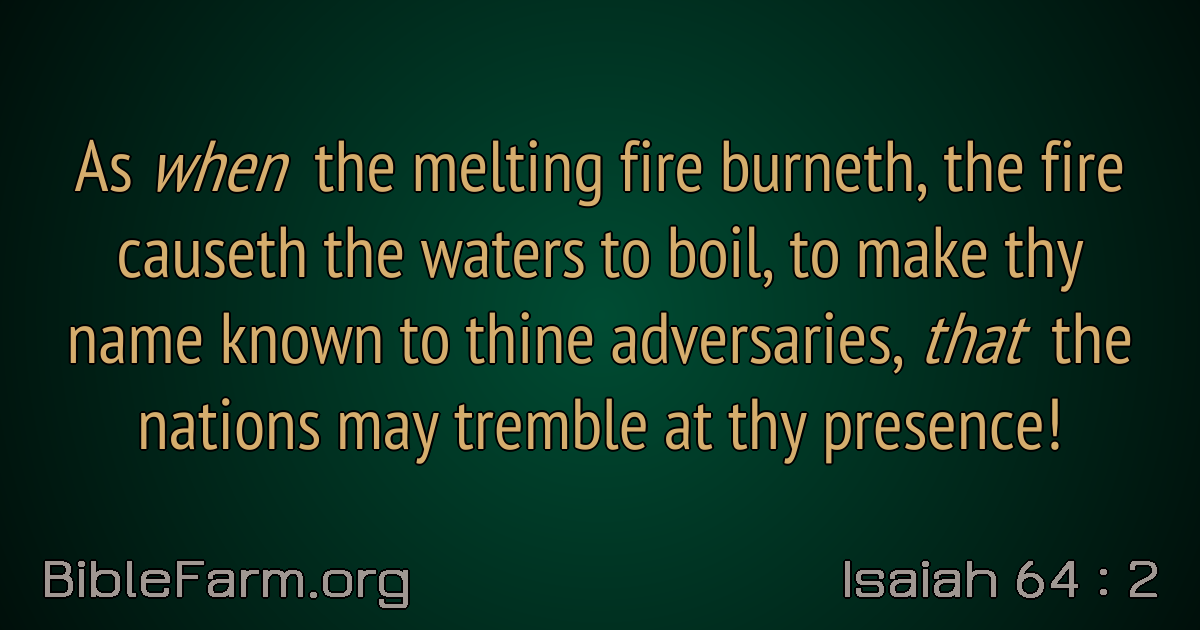 As when the melting fire burneth, the fire
causeth the waters to boil, to make thy
name known to thine adversaries, that the
nations may tremble at thy presence!
BibleFarm.org
Isaiah 64 : 2